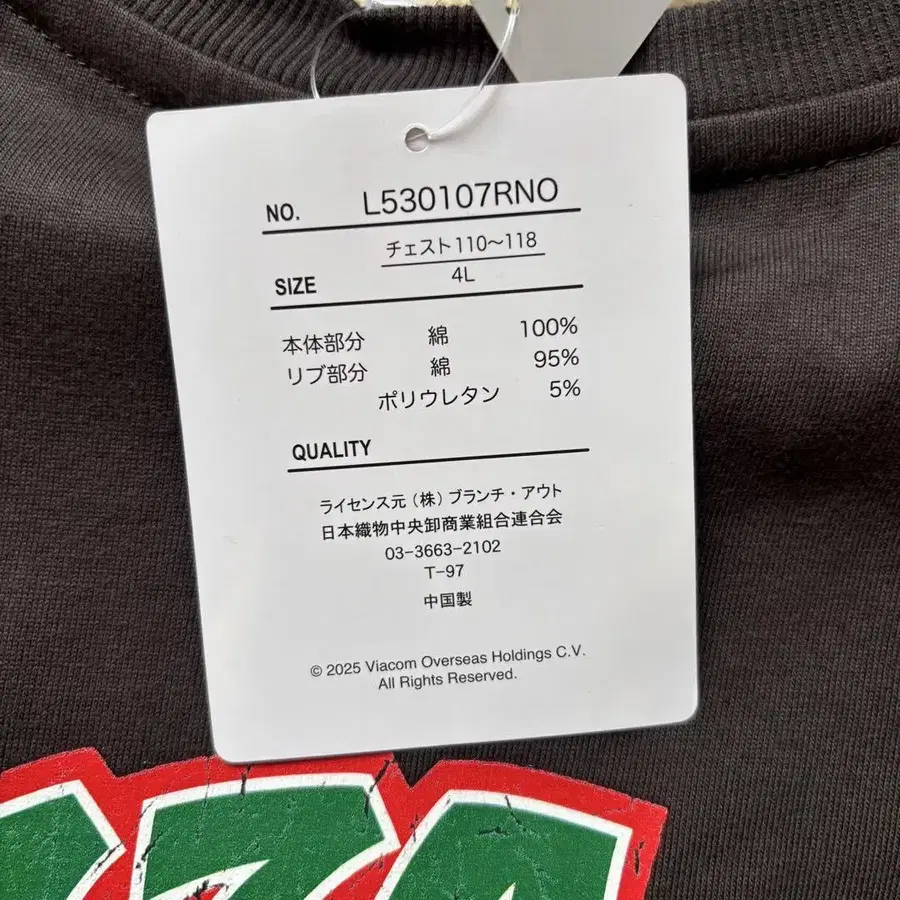 NO. L530107RNO
チェスト110〜118
SIZE 4L
本体部分 綿 100%
リブ部分 綿 95%
ポリウレタン 5%
QUALITY
ライセンス元（株）ブランチ・アウト
日本織物中央卸商業組合連合会
03-3663-2102
T-97
中国製
© 2025 Viacom Overseas Holdings C.V.
All Rights Reserved.